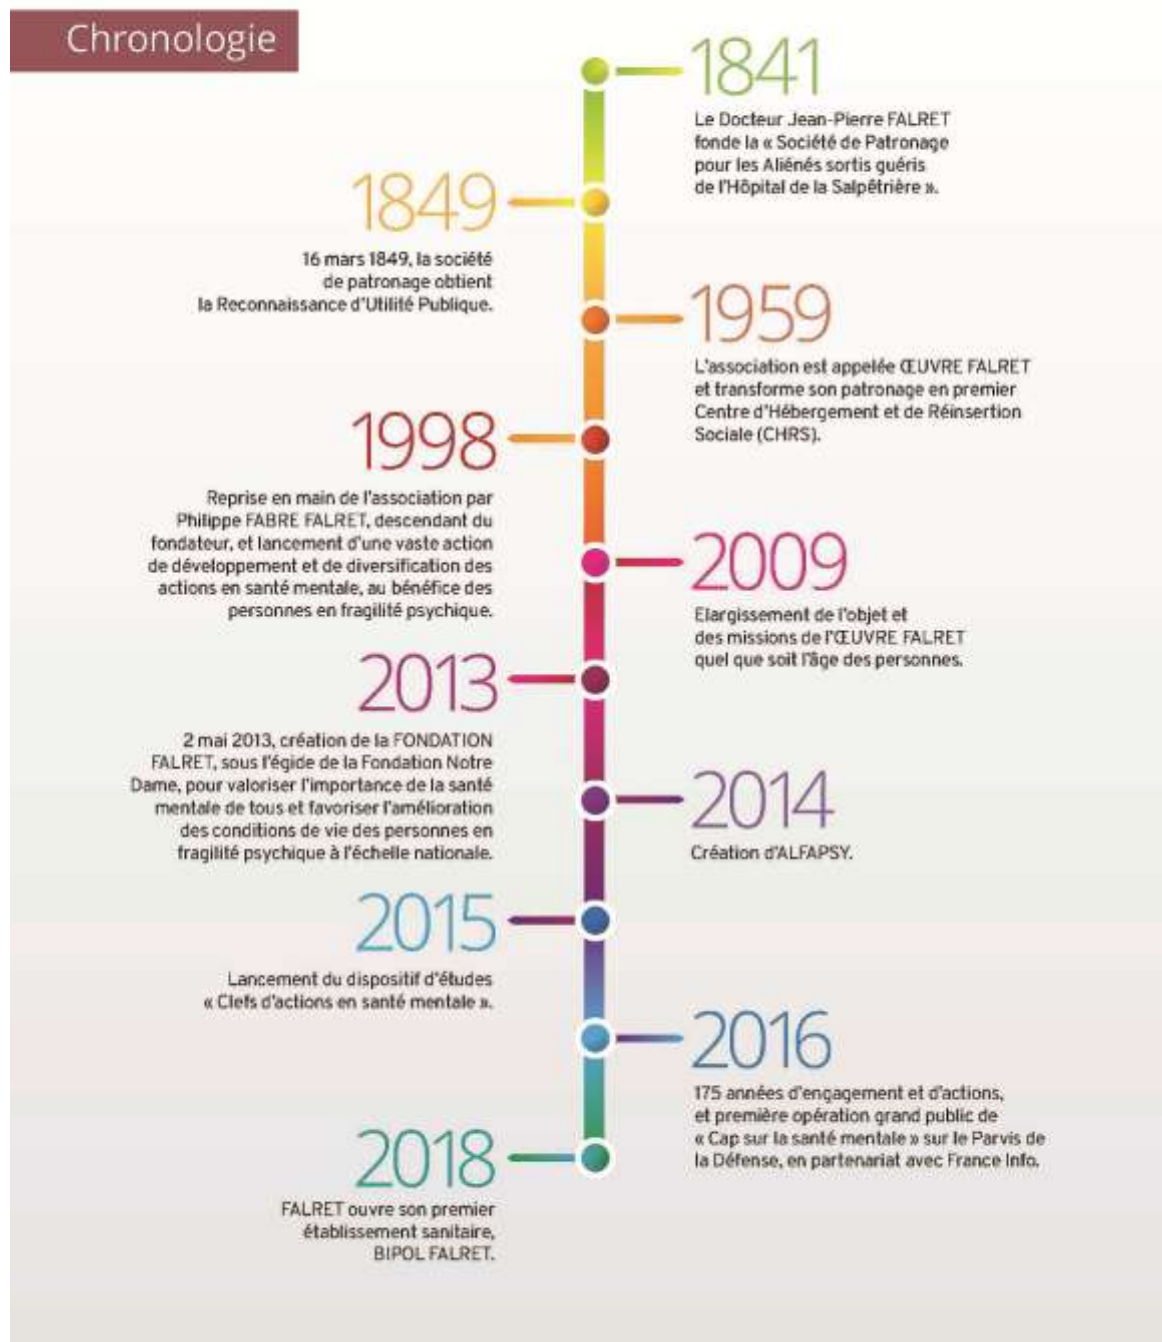 Chronologie
1841
Le Docteur Jean-Pierre FALRET
fonde la « Société de Patronage
pour les Aliénés sortis guéris
de l'Hôpital de la Salpêtrière ».
1849
16 mars 1849, la société
de patronage obtient
la Reconnaissance d'Utilité Publique.
1959
L'association est appelée ŒUVRE FALRET
et transforme son patronage en premier
Centre d'Hébergement et de Réinsertion
Sociale (CHRS).
1998
Reprise en main de l'association par
Philippe FABRE FALRET, descendant du
fondateur, et lancement d'une vaste action
de développement et de diversification des
actions en santé mentale, au bénéfice des
personnes en fragilité psychique.
2009
Elargissement de l'objet et
des missions de l'ŒUVRE FALRET
quel que soit l'âge des personnes.
2013
2 mai 2013, création de la FONDATION
FALRET, sous l'égide de la Fondation Notre
Dame, pour valoriser l'importance de la santé
mentale de tous et favoriser l'amélioration
des conditions de vie des personnes en
fragilité psychique à l'échelle nationale.
2014
Création d'ALFAPSY.
2015
Lancement du dispositif d'études
« Clefs d'actions en santé mentale ».
2016
175 années d'engagement et d'actions,
et première opération grand public de
« Cap sur la santé mentale » sur le Parvis de
la Défense, en partenariat avec France Info.
2018
FALRET ouvre son premier
établissement sanitaire,
BIPOL FALRET.